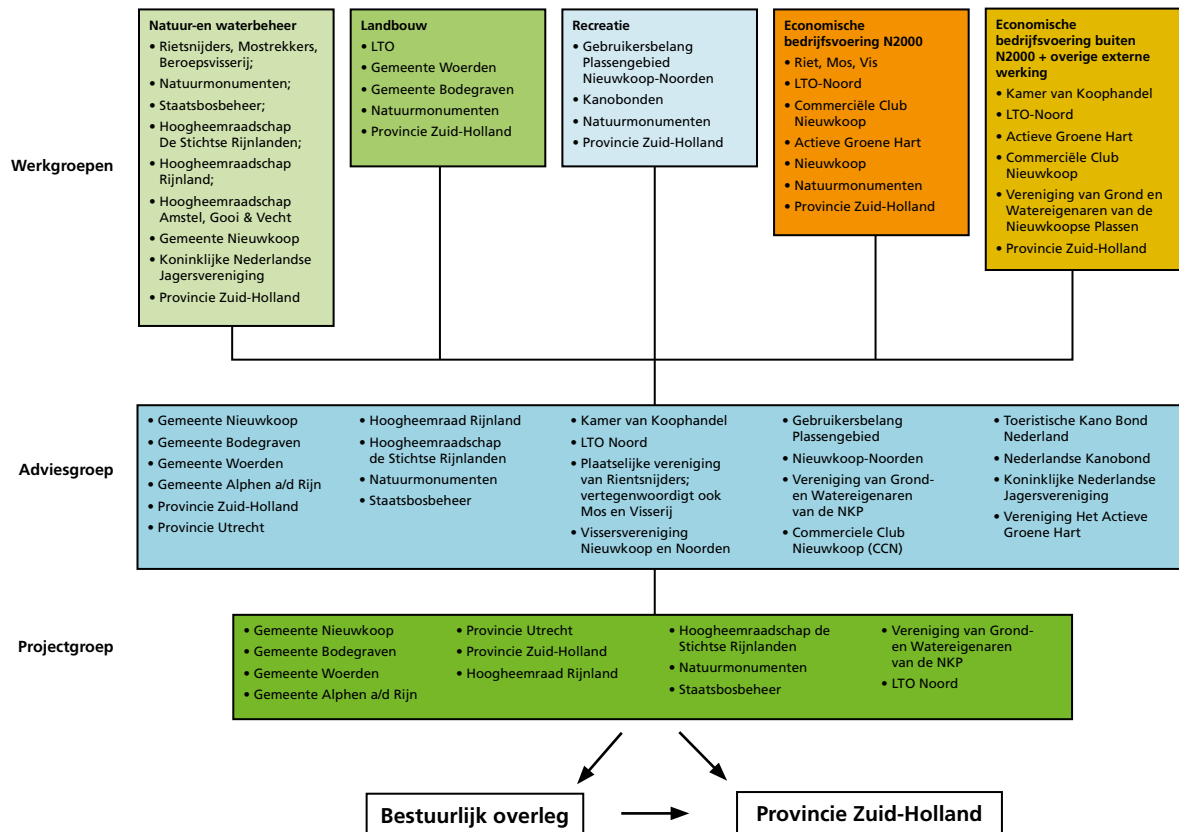 Werkgroepen
Natuur-en waterbeheer
• Rietsnijders, Mostrekkers,
Beroepsvisserij;
• Natuurmonumenten;
• Staatsbosbeheer;
• Hoogheemraadschap
De Stichtse Rijnlanden;
• Hoogheemraadschap
Rijnland;
• Hoogheemraadschap
Amstel, Gooi & Vecht
• Gemeente Nieuwkoop
• Koninklijke Nederlandse
Jagersvereniging
• Provincie Zuid-Holland
Landbouw
• LTO
• Gemeente Woerden
• Gemeente Bodegraven
• Natuurmonumenten
• Provincie Zuid-Holland
Recreatie
• Gebruikersbelang
Plassengebied
Nieuwkoop-Noorden
• Kanobonden
• Natuurmonumenten
• Provincie Zuid-Holland
Economische
bedrijfsvoering N2000
• Riet, Mos, Vis
• LTO-Noord
• Commerciële Club
Nieuwkoop
• Actieve Groene Hart
• Nieuwkoop
• Natuurmonumenten
• Provincie Zuid-Holland
Economische
bedrijfsvoering buiten
N2000 + overige externe
werking
• Kamer van Koophandel
• LTO-Noord
• Actieve Groene Hart
• Commerciële Club
Nieuwkoop
• Vereniging van Grond en
Watereigenaren van de
Nieuwkoopse Plassen
• Provincie Zuid-Holland
Adviesgroep
• Gemeente Nieuwkoop
• Gemeente Bodegraven
• Gemeente Woerden
• Gemeente Alphen a/d Rijn
• Provincie Zuid-Holland
• Provincie Utrecht
• Hoogheemraad Rijnland
• Hoogheemraadschap
de Stichtse Rijnlanden
• Natuurmonumenten
• Staatsbosbeheer
• Kamer van Koophandel
• LTO Noord
• Plaatselijke vereniging
van Rientsnijders;
vertegenwoordigt ook
Mos en Visserij
• Vissersvereniging
Nieuwkoop en Noorden
• Gebruikersbelang
Plassengebied
• Nieuwkoop-Noorden
• Vereniging van Grond-
en Watereigenaren
van de NKP
• Commerciele Club
Nieuwkoop (CCN)
• Toeristische Kano Bond
Nederland
• Nederlandse Kanobond
• Koninklijke Nederlandse
Jagersvereniging
• Vereniging Het Actieve
Groene Hart
Projectgroep
• Gemeente Nieuwkoop
• Gemeente Bodegraven
• Gemeente Woerden
• Gemeente Alphen a/d Rijn
• Provincie Utrecht
• Provincie Zuid-Holland
• Hoogheemraad Rijnland
• Hoogheemraadschap de
Stichtse Rijnlanden
• Natuurmonumenten
• Staatsbosbeheer
• Vereniging van Grond-
en Watereigenaren
van de NKP
• LTO Noord
Bestuurlijk overleg
Provincie Zuid-Holland